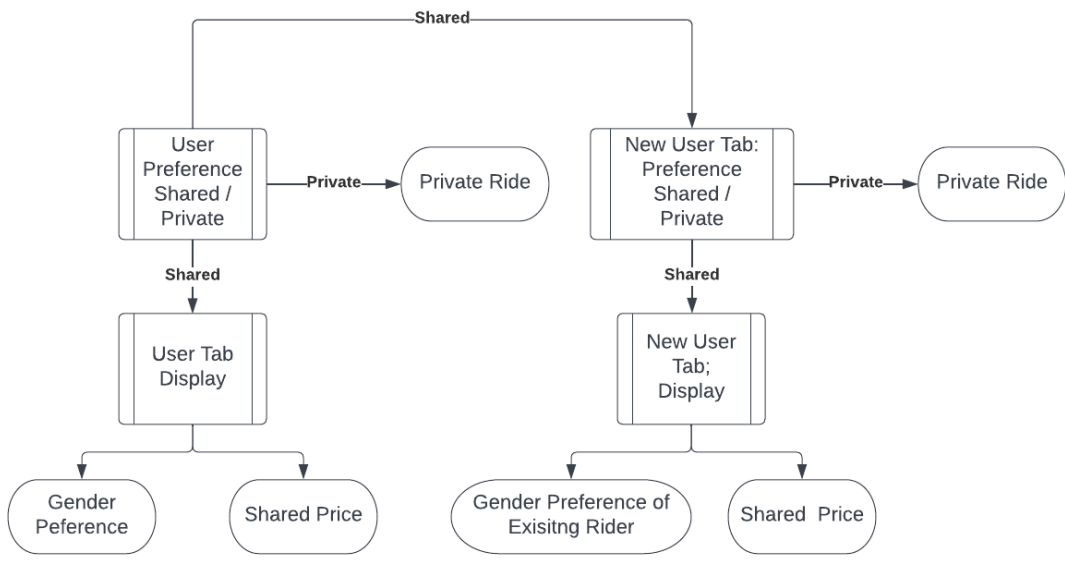 Shared
User
Preference
Shared /
Private
Private
Private Ride
New User Tab:
Preference
Shared /
Private
Private
Private Ride
Shared
Shared
User Tab
Display
New User
Tab;
Display
Gender
Peference
Shared Price
Gender Preference of
Exisitng Rider
Shared Price